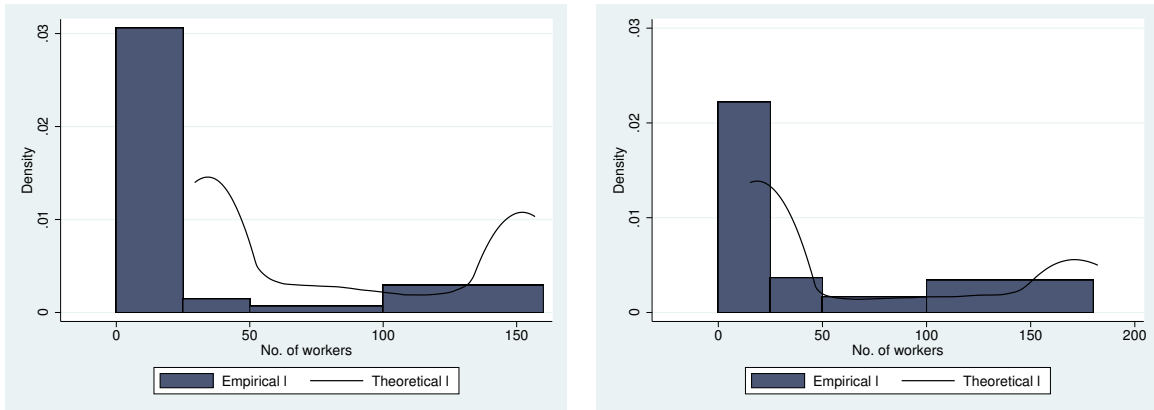 .03
.02
.01
0
Density
0 50 100 150
No. of workers
Empirical l Theoretical l
.03
.02
.01
0
Density
0 50 100 150 200
No. of workers
Empirical l Theoretical l